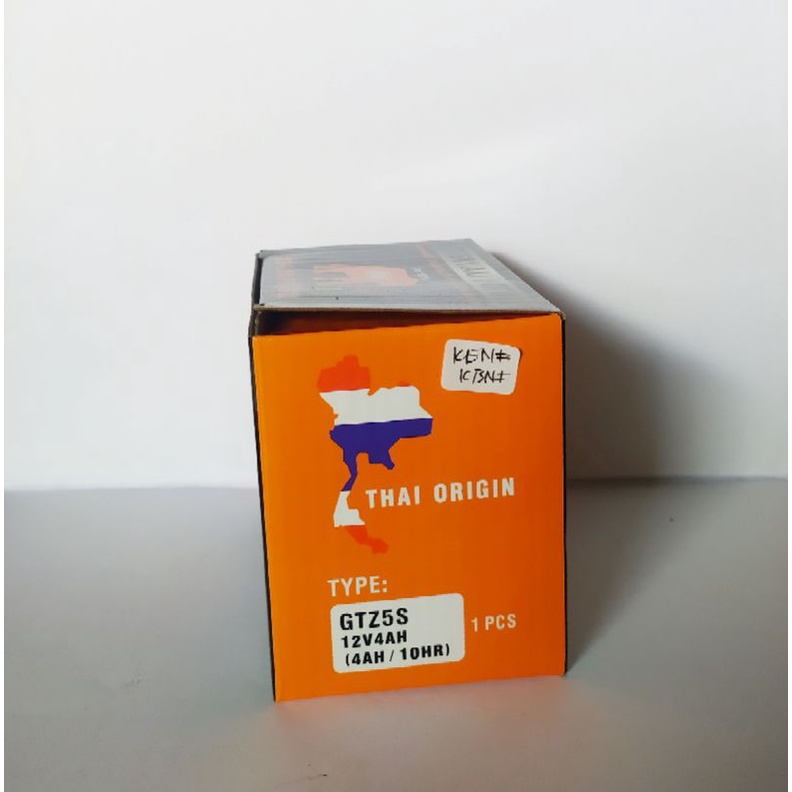 THAI ORIGIN
TYPE:
GTZ5S
12V4AH
(4AH / 10HR)
1 PCS